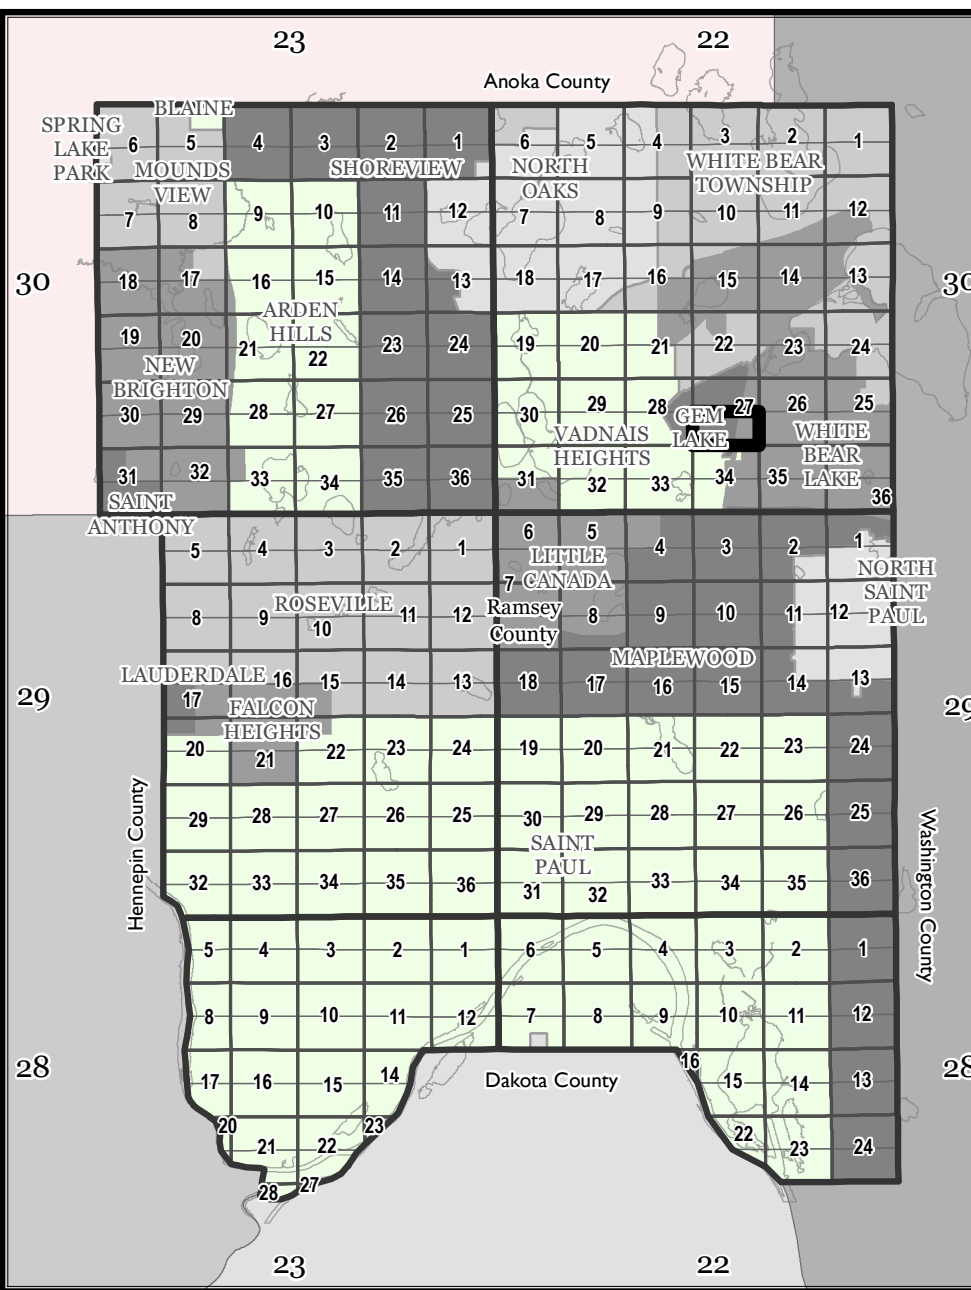 23 22
Anoka County
BLAINE
SPRING
LAKE
PARK
6 5 4 3 2 1 6 5 4 3 2 1
MOUNDS
VIEW
SHOREVIEW
NORTH
OAKS
WHITE BEAR
TOWNSHIP
7 8 9 10 11 12 7 8 9 10 11 12
30 18 17 16 15 14 13 18 17 16 15 14 13 30
ARDEN
HILLS
19 20 21 22 23 24 19 20 21 22 23 24
NEW
BRIGHTON
30 29 28 27 26 25 30 29 28 27 26 25
GEM
LAKE
VADNAIS
HEIGHTS
WHITE
BEAR
LAKE
31 32 33 34 35 36 31 32 33 34 35 36
SAINT
ANTHONY
5 4 3 2 1 6 5 4 3 2 1
LITTLE
CANADA
NORTH
SAINT
PAUL
8 9 10 11 12 7 8 9 10 11 12
ROSEVILLE
Ramsey
County
MAPLEWOOD
LAUDERDALE
29 17 16 15 14 13 18 17 16 15 14 13 29
FALCON
HEIGHTS
20 21 22 23 24 19 20 21 22 23 24
Hennepin County
29 28 27 26 25 30 29 28 27 26 25
Washington County
SAINT
PAUL
32 33 34 35 36 31 32 33 34 35 36
5 4 3 2 1 6 5 4 3 2 1
8 9 10 11 12 7 8 9 10 11 12
28 17 16 15 14 16 15 14 13 28
Dakota County
20 21 22 23 22 23 24
28 27
23 22